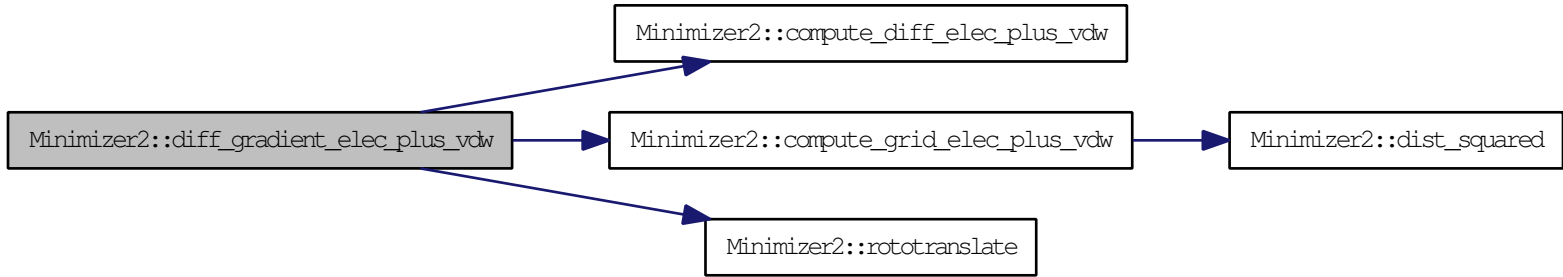 Minimizer2::compute_diff_elec_plus_vdw
Minimizer2::diff_gradient_elec_plus_vdw
Minimizer2::compute_grid_elec_plus_vdw
Minimizer2::dist_squared
Minimizer2::rototranslate